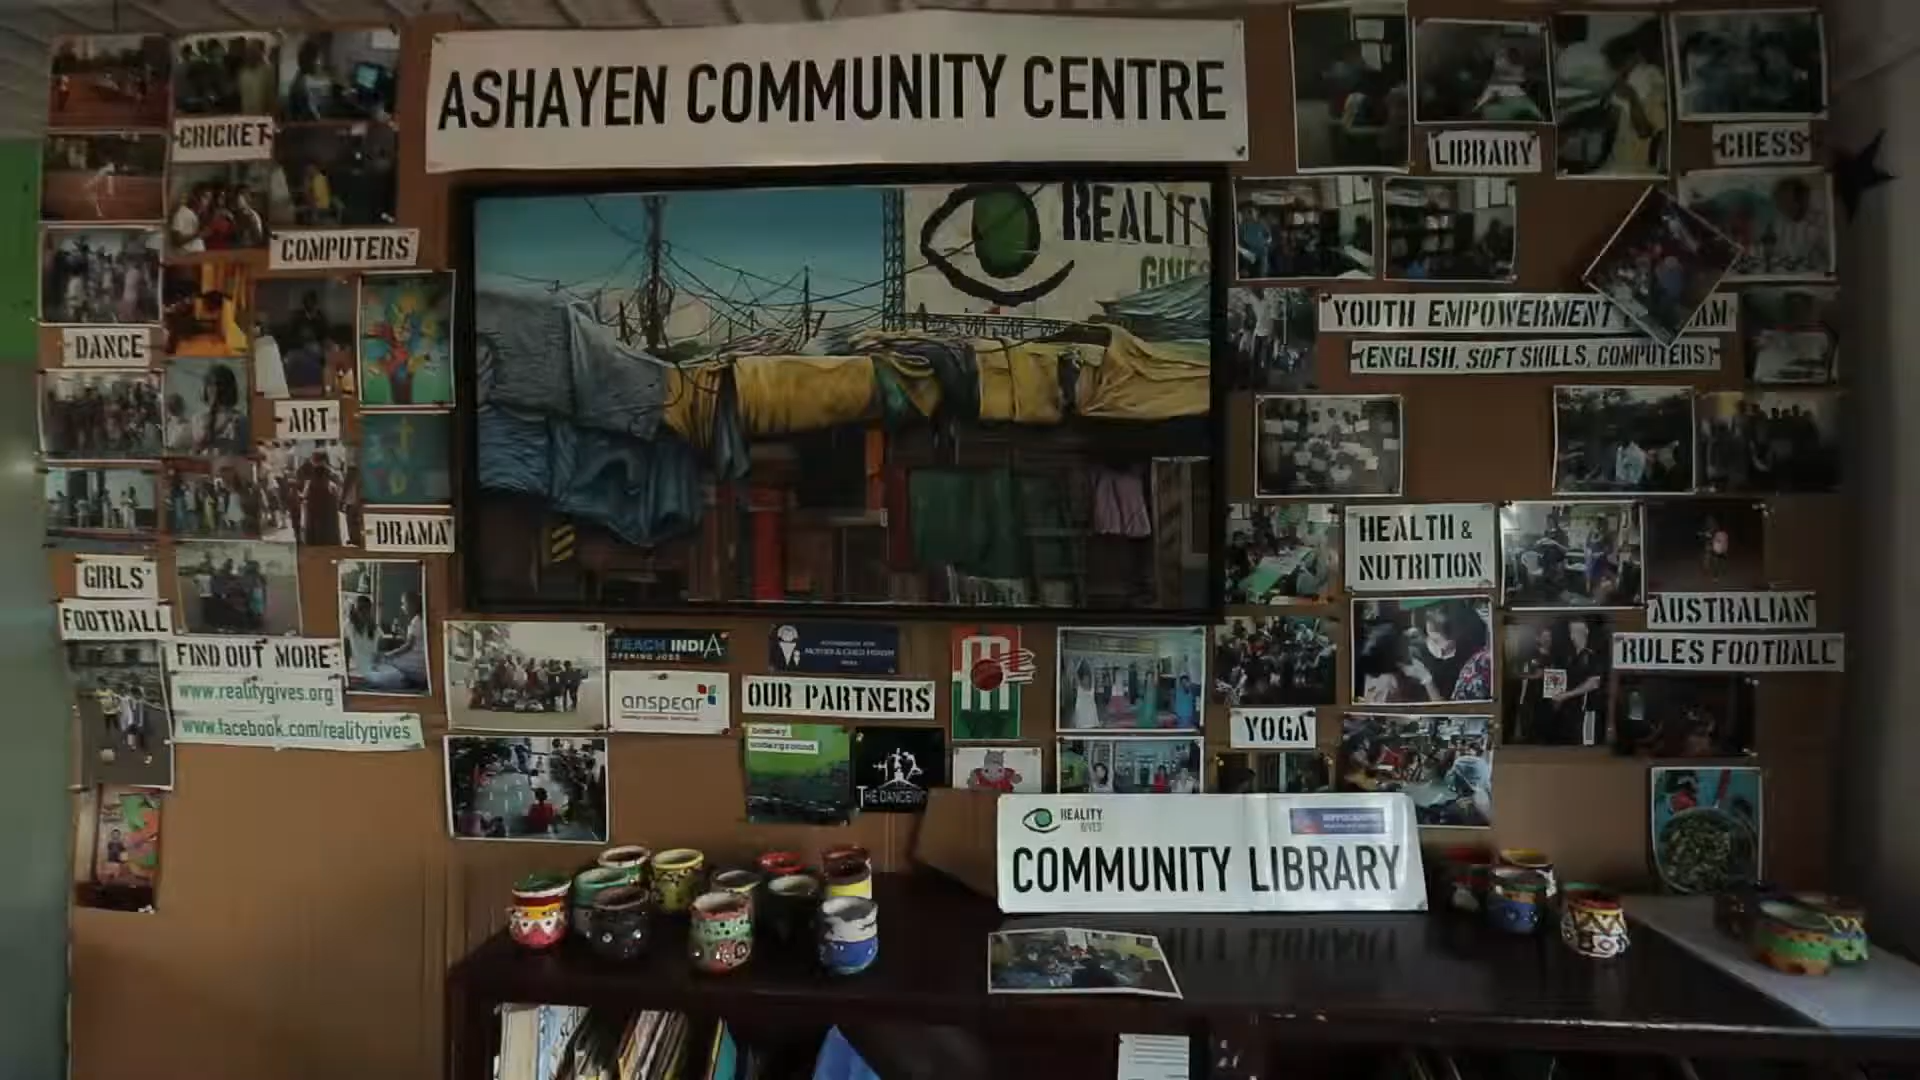 ASHAYEN COMMUNITY CENTRE
CRICKET
LIBRARY
CHESS
COMPUTERS
REALITY
GIVES
DANCE
YOUTH EMPOWERMENT
(ENGLISH, SOFT SKILLS, COMPUTERS)
ART
DRAMA
HEALTH &
NUTRITION
GIRLS'
FOOTBALL
AUSTRALIAN
RULES FOOTBALL
FIND OUT MORE:
www.realitygives.org
www.facebook.com/realitygives
TEACH INDIA
anspear
OUR PARTNERS
bombay
underground.
YOGA
REALITY
GIVES
COMMUNITY LIBRARY